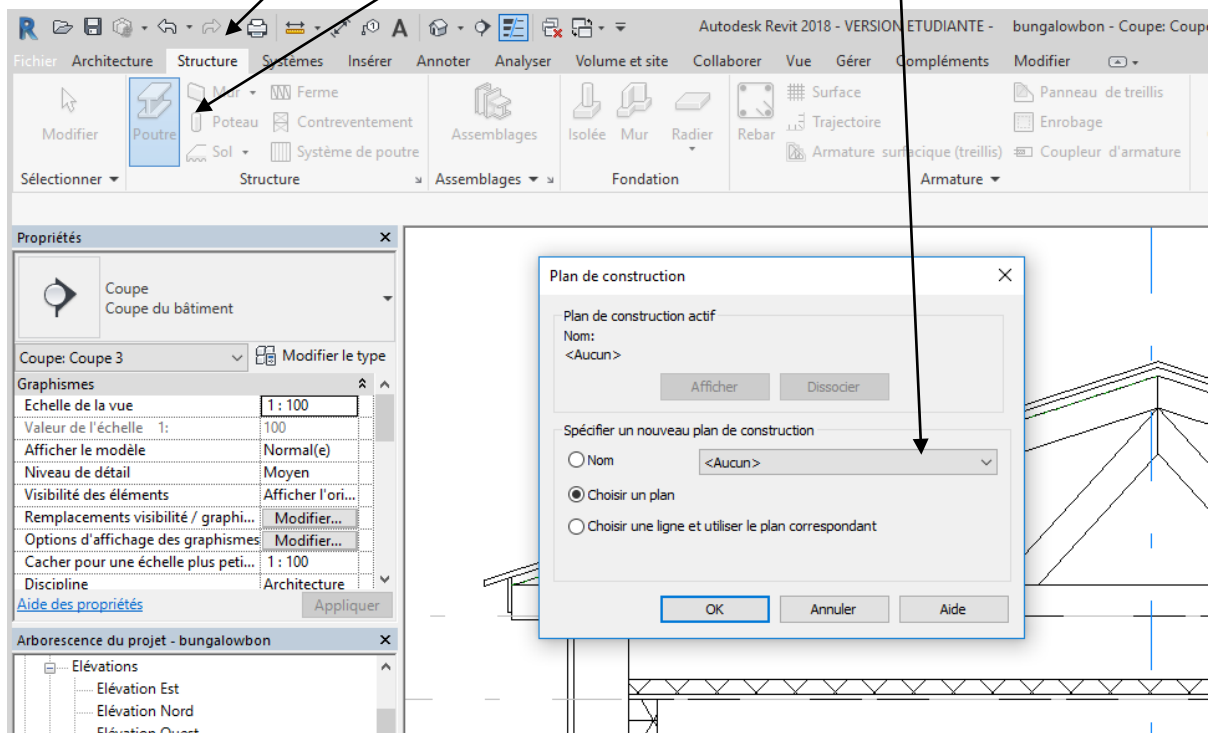 Autodesk Revit 2018 - VERSION ETUDIANTE - bungalowbon - Coupe: Coupe
Fichier Architecture Structure Systèmes Insérer Annoter Analyser Volume et site Collaborer Vue Gérer Compléments Modifier
Mur Ferme Surface Panneau de treillis
Modifier Poutre Poteau Contreventement Assemblages Isolée Mur Radier Rebar Trajectoire Enrobage
Sol Système de poutre Armature surfacique (treillis) Coupleur d'armature
Sélectionner Structure Assemblages Fondation Armature
Propriétés
Coupe
Coupe du bâtiment
Coupe: Coupe 3 Modifier le type
Graphismes
Echelle de la vue 1 : 100
Valeur de l'échelle 1: 100
Afficher le modèle Normal(e)
Niveau de détail Moyen
Visibilité des éléments Afficher l'ori...
Remplacements visibilité / graphi... Modifier...
Options d'affichage des graphismes Modifier...
Cacher pour une échelle plus peti... 1 : 100
Discipline Architecture
Aide des propriétés Appliquer
Arborescence du projet - bungalowbon
Elévations
Elévation Est
Elévation Nord
Elévation Ouest
Plan de construction
Plan de construction actif
Nom:
<Aucun>
Afficher Dissocier
Spécifier un nouveau plan de construction
Nom <Aucun>
Choisir un plan
Choisir une ligne et utiliser le plan correspondant
OK Annuler Aide